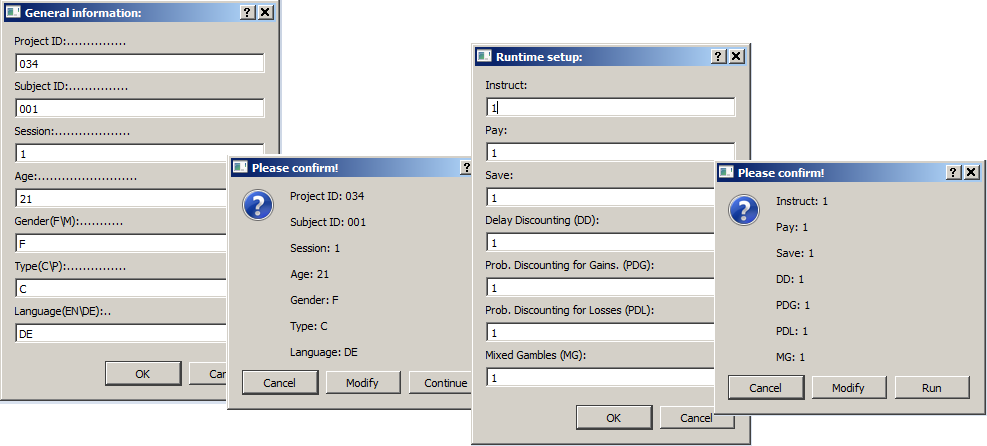 General information:
Project ID:...............
034
Subject ID:...............
001
Session:...................
1
Age:.........................
21
Gender(F\M):...........
F
Type(C\P):...............
C
Language(EN\DE):..
DE
OK
Can
Please confirm!
?
Project ID: 034
Subject ID: 001
Session: 1
Age: 21
Gender: F
Type: C
Language: DE
Cancel
Modify
Continue
Runtime setup:
Instruct:
1
Pay:
1
Save:
1
Delay Discounting (DD):
1
Prob. Discounting for Gains. (PDG):
1
Prob. Discounting for Losses (PDL):
1
Mixed Gambles (MG):
1
OK
Cancel
Please confirm!
?
Instruct: 1
Pay: 1
Save: 1
DD: 1
PDG: 1
PDL: 1
MG: 1
Cancel
Modify
Run